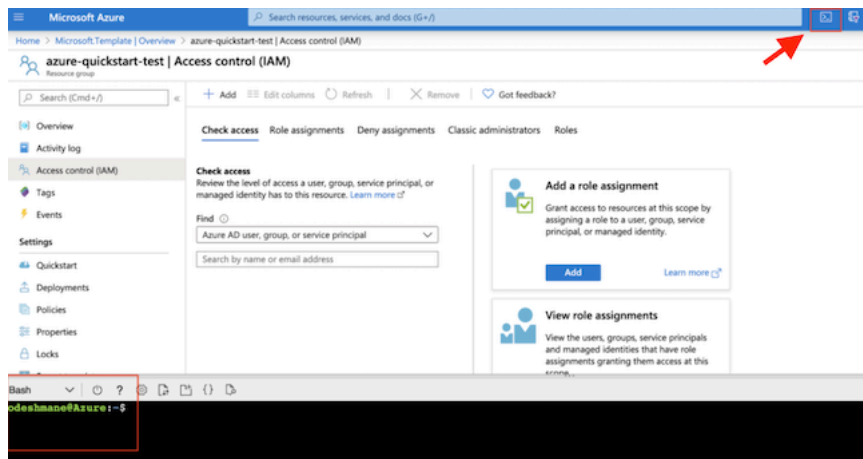 Microsoft Azure
Search resources, services, and docs (G+/)
Home > Microsoft.Template | Overview > azure-quickstart-test | Access control (IAM)
azure-quickstart-test | Access control (IAM)
Resource group
Search (Cmd+/)
«
Add
Edit columns
Refresh
Remove
Got feedback?
Overview
Activity log
Access control (IAM)
Tags
Events
Settings
Quickstart
Deployments
Policies
Properties
Locks
Check access
Role assignments
Deny assignments
Classic administrators
Roles
Check access
Review the level of access a user, group, service principal, or
managed identity has to this resource. Learn more
Find
Azure AD user, group, or service principal
Search by name or email address
Add a role assignment
Grant access to resources at this scope by
assigning a role to a user, group, service
principal, or managed identity.
Add
Learn more
View role assignments
View the users, groups, service principals
and managed identities that have role
assignments granting them access at this
Bash
?
{}
odeshmane@Azure:~$